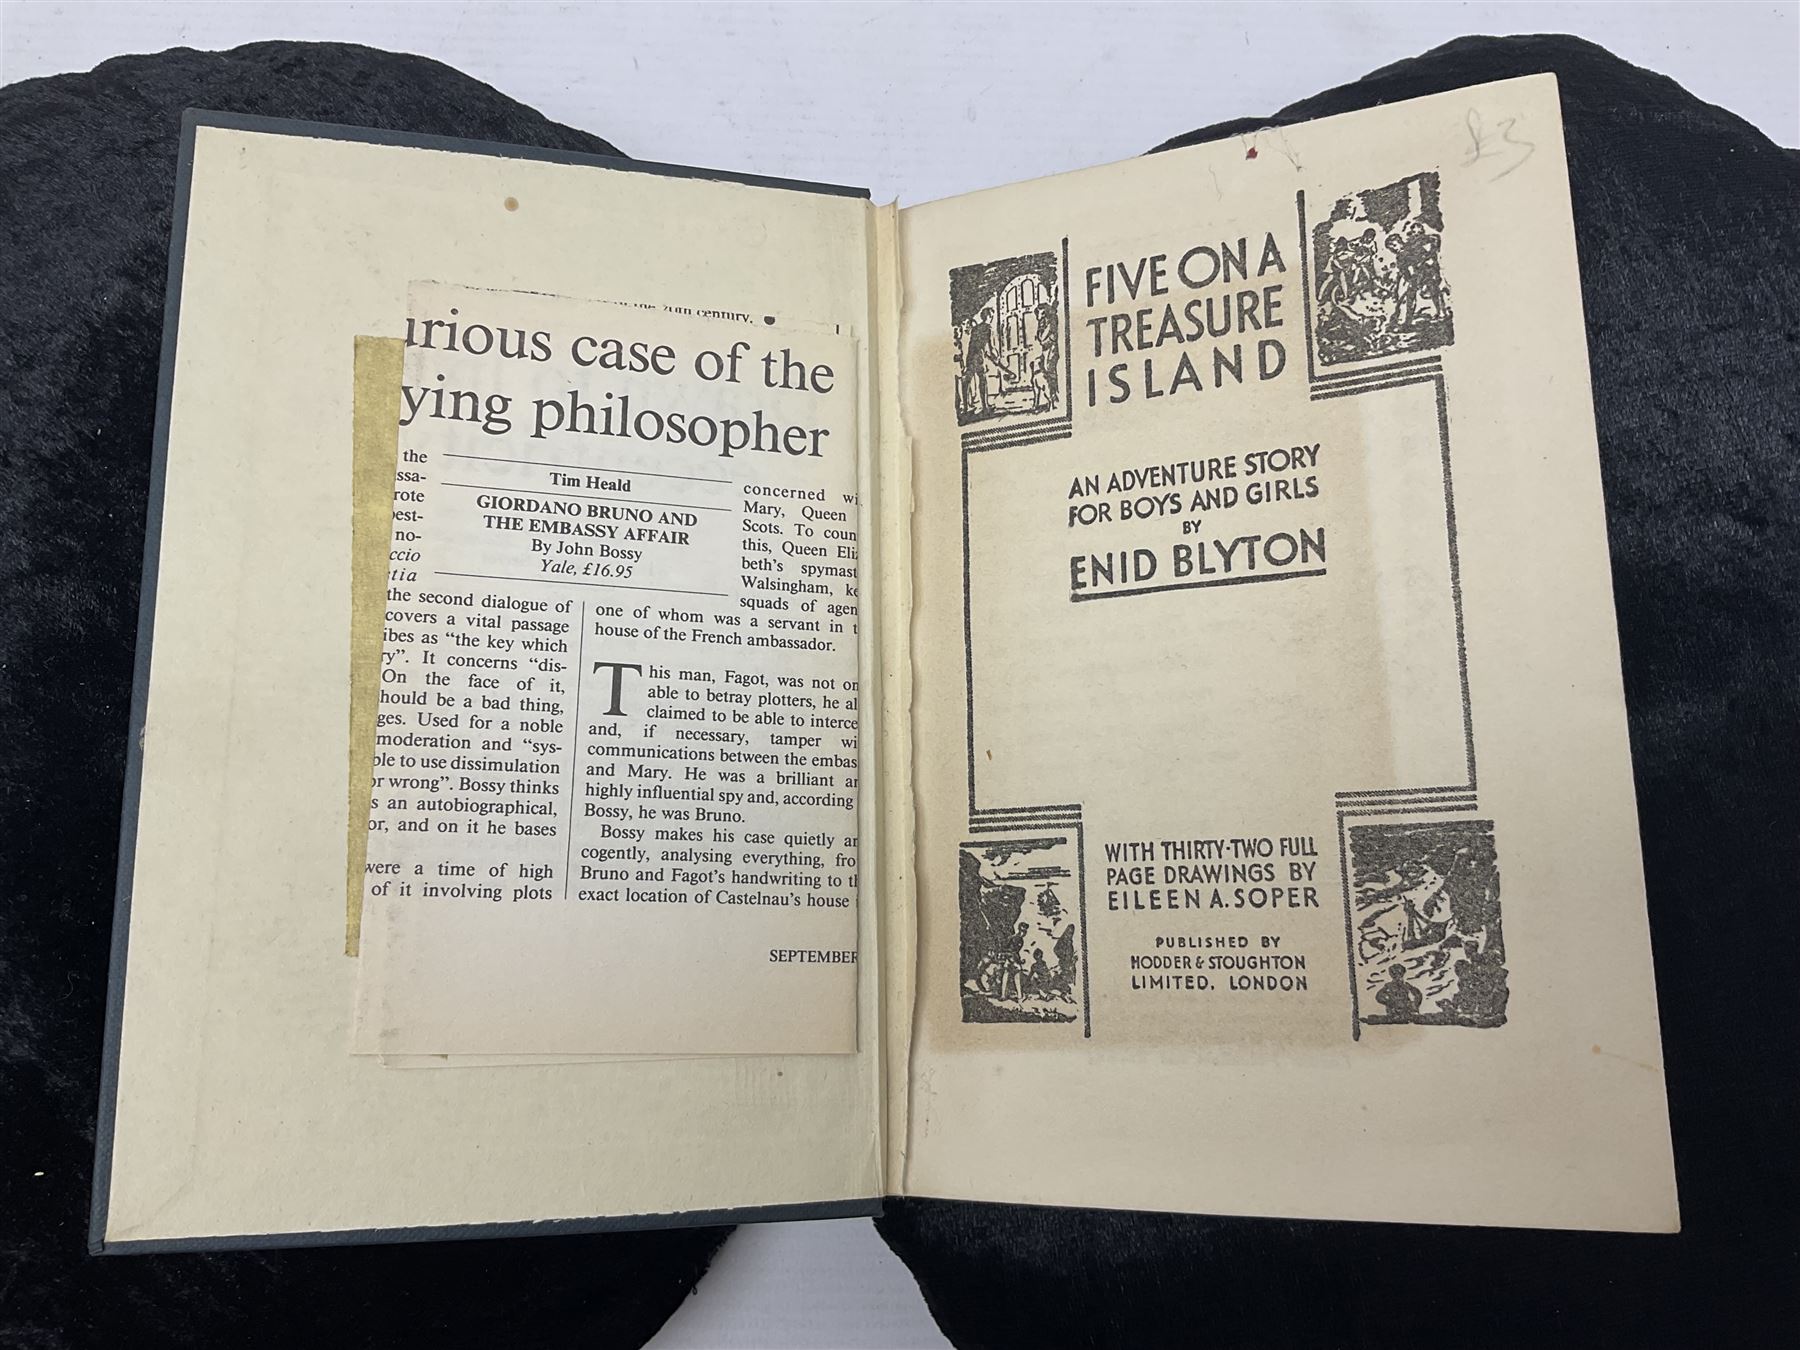 the 20th century.
urious case of the
ying philosopher
the
ssa-
rote
best-
no-
ccio
stia
Tim Heald
GIORDANO BRUNO AND
THE EMBASSY AFFAIR
By John Bossy
Yale, £16.95
the second dialogue of
covers a vital passage
ibes as “the key which
ry”. It concerns “dis-
On the face of it,
hould be a bad thing,
ges. Used for a noble
moderation and “sys-
ble to use dissimulation
or wrong”. Bossy thinks
s an autobiographical,
or, and on it he bases
were a time of high
of it involving plots
concerned wi
Mary, Queen
Scots. To coun
this, Queen Eliz
beth's spymast
Walsingham, ke
squads of agen
one of whom was a servant in t
house of the French ambassador.
This man, Fagot, was not on
able to betray plotters, he al
claimed to be able to interce
and, if necessary, tamper wi
communications between the embas
and Mary. He was a brilliant an
highly influential spy and, according
Bossy, he was Bruno.
Bossy makes his case quietly an
cogently, analysing everything, fro
Bruno and Fagot's handwriting to th
exact location of Castelnau's house i
SEPTEMBER
£3
FIVE ON A
TREASURE
ISLAND
AN ADVENTURE STORY
FOR BOYS AND GIRLS
BY
ENID BLYTON
WITH THIRTY-TWO FULL
PAGE DRAWINGS BY
EILEEN A. SOPER
PUBLISHED BY
HODDER & STOUGHTON
LIMITED, LONDON